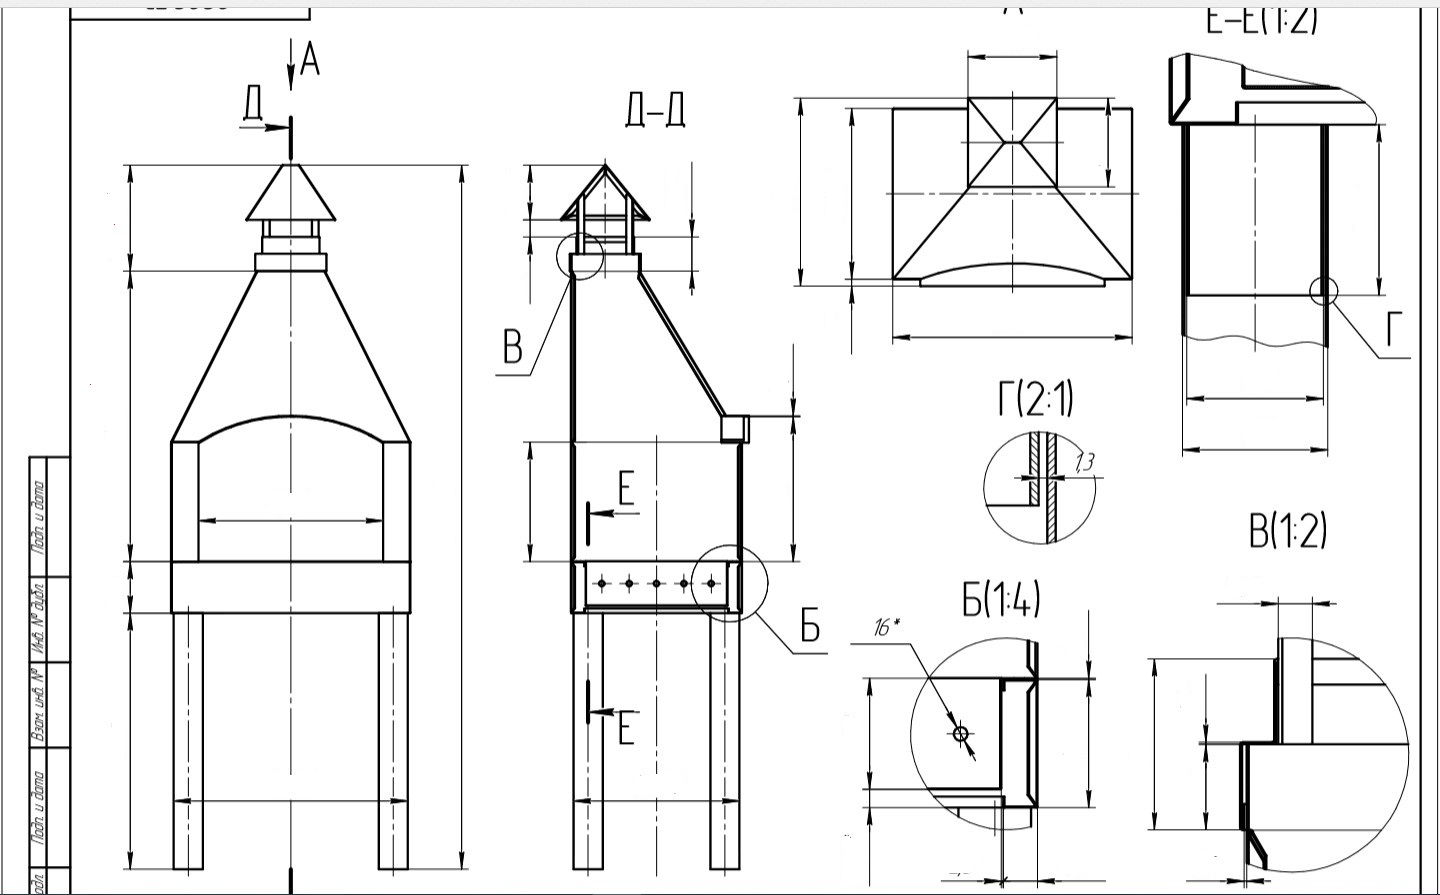 А
Е–Е(1:2)
Д
Д–Д
В
Г
Г(2:1)
1,3
Е
В(1:2)
Б(1:4)
16*
Б
Е
Подп. и дата
Инв. № дубл.
Взам. инв. №
Подп. и дата